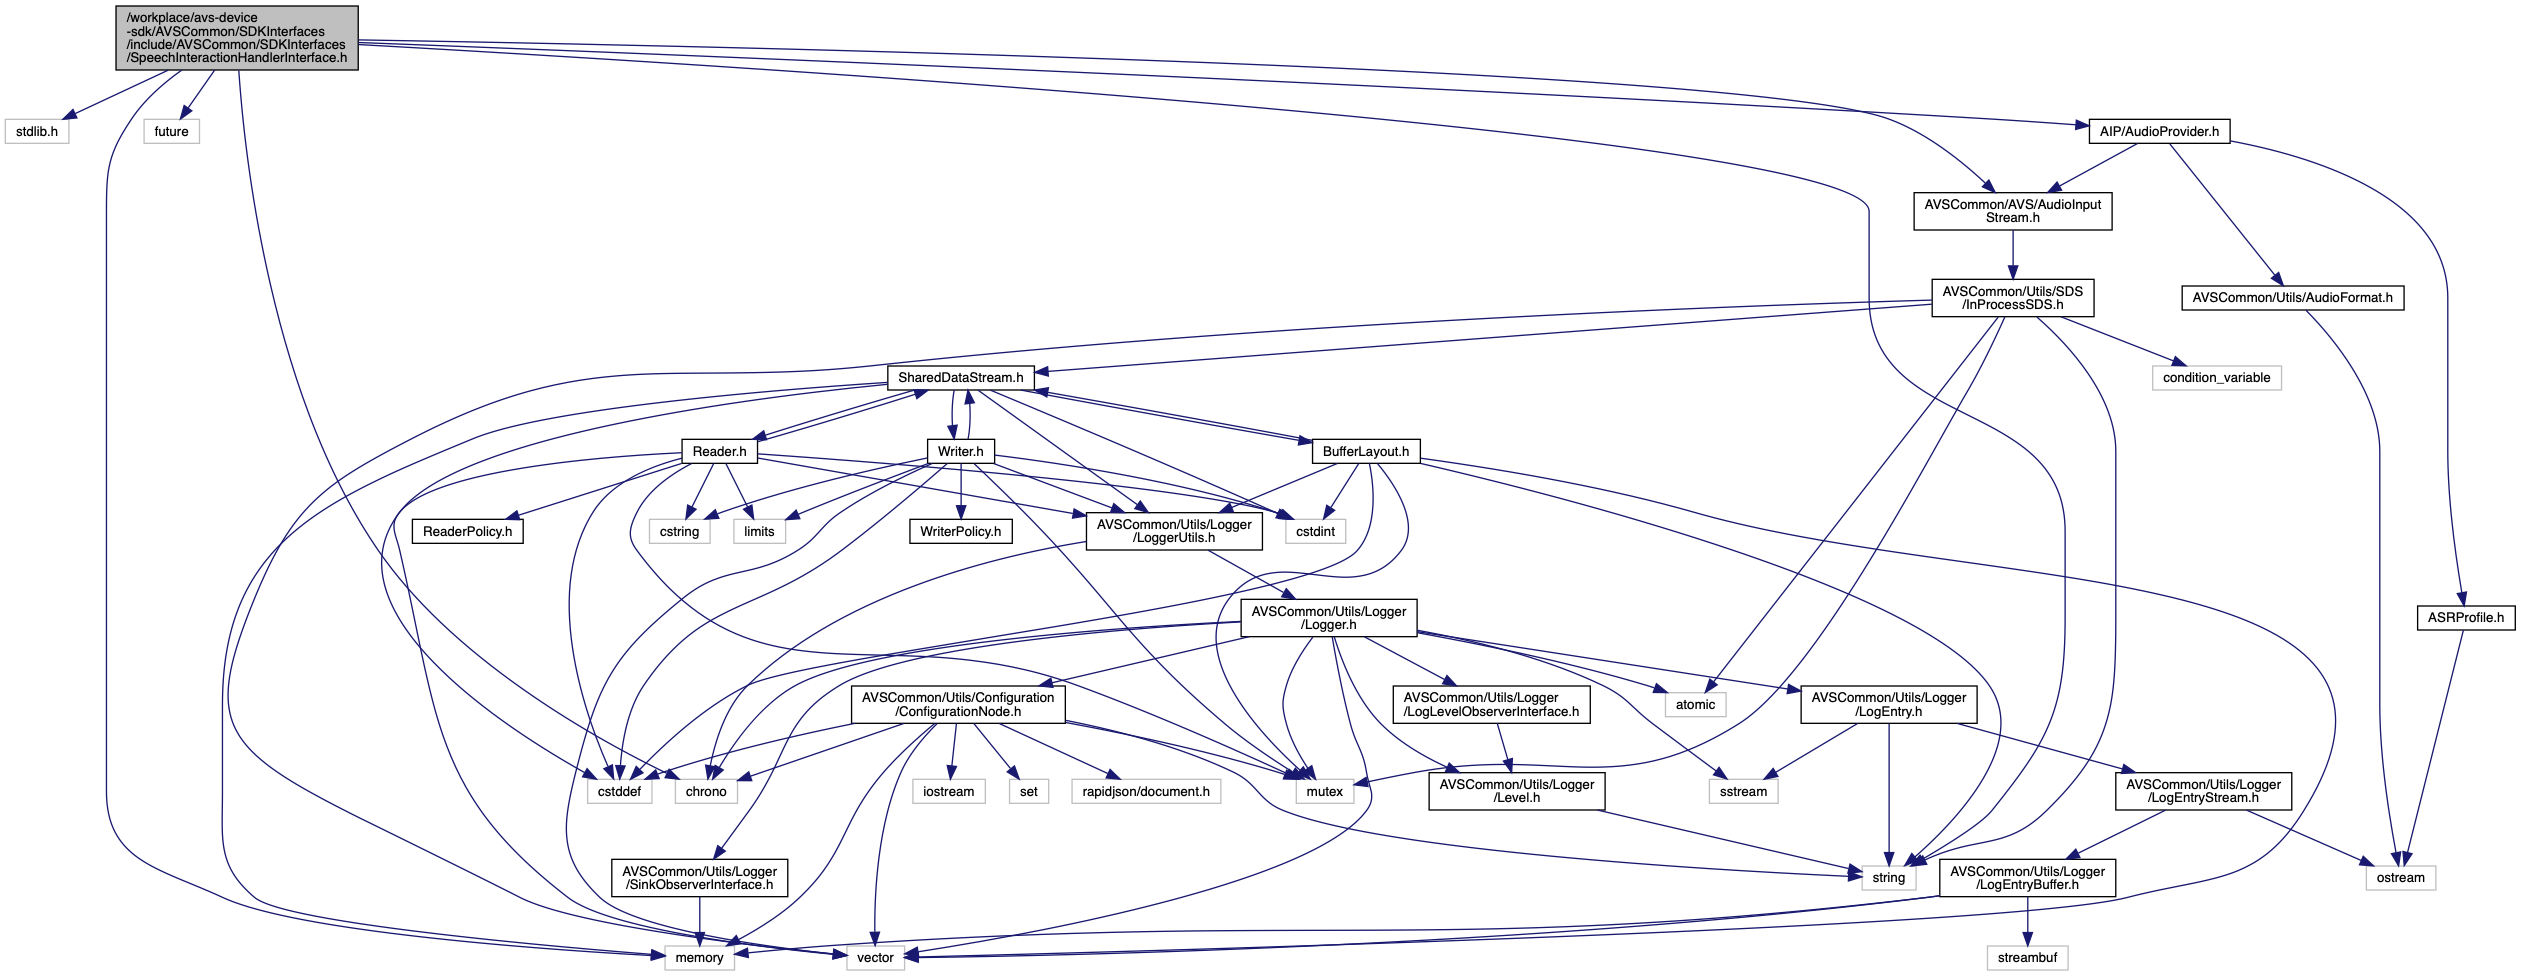 /workplace/avs-device
-sdk/AVSCommon/SDKInterfaces
/include/AVSCommon/SDKInterfaces
/SpeechInteractionHandlerInterface.h
stdlib.h
future
AIP/AudioProvider.h
AVSCommon/AVS/AudioInput
Stream.h
AVSCommon/Utils/SDS
/InProcessSDS.h
AVSCommon/Utils/AudioFormat.h
SharedDataStream.h
condition_variable
Reader.h
Writer.h
BufferLayout.h
ReaderPolicy.h
cstring
limits
WriterPolicy.h
AVSCommon/Utils/Logger
/LoggerUtils.h
cstdint
AVSCommon/Utils/Logger
/Logger.h
ASRProfile.h
AVSCommon/Utils/Configuration
/ConfigurationNode.h
AVSCommon/Utils/Logger
/LogLevelObserverInterface.h
atomic
AVSCommon/Utils/Logger
/LogEntry.h
cstddef
chrono
iostream
set
rapidjson/document.h
mutex
AVSCommon/Utils/Logger
/Level.h
sstream
AVSCommon/Utils/Logger
/LogEntryStream.h
AVSCommon/Utils/Logger
/SinkObserverInterface.h
string
AVSCommon/Utils/Logger
/LogEntryBuffer.h
ostream
memory
vector
streambuf